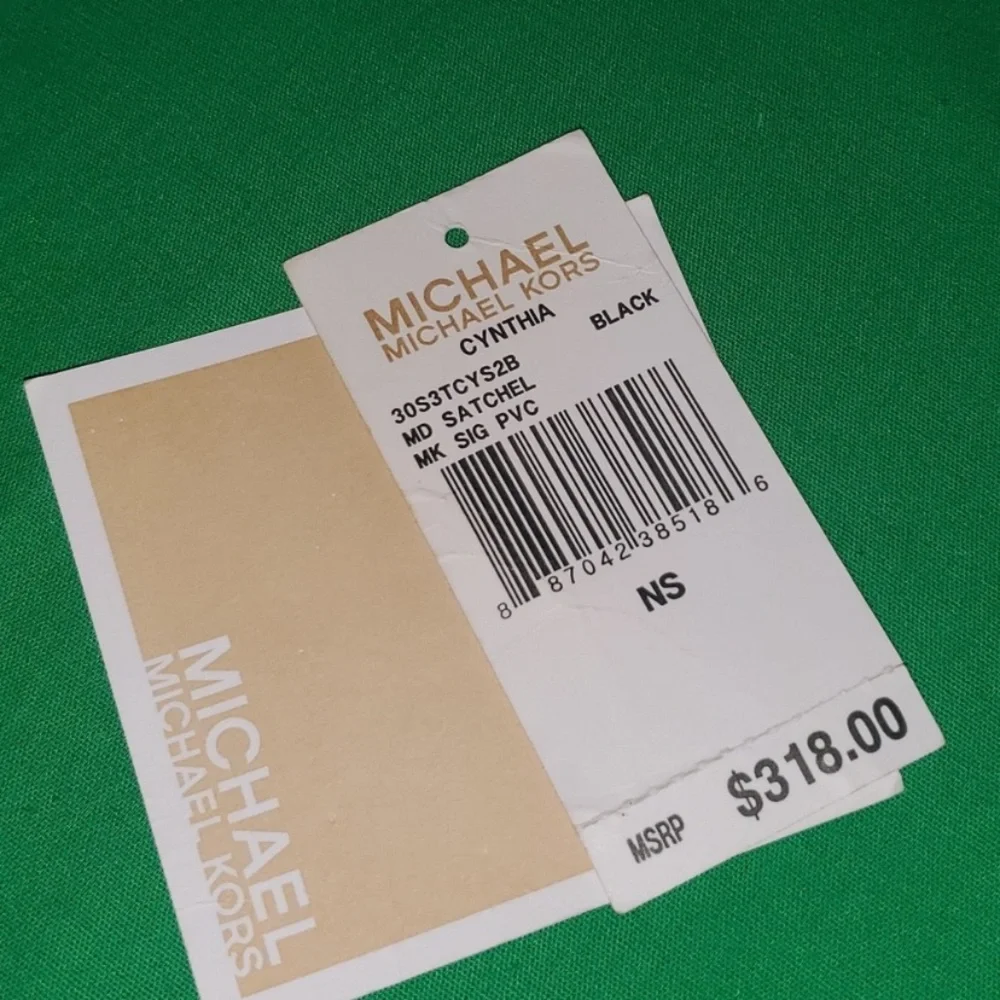 MICHAEL
MICHAEL KORS
CYNTHIA
BLACK
30S3TCYS2B
MD SATCHEL
MK SIG PVC
8 87042 38518 6
NS
MSRP $318.00
MICHAEL
MICHAEL KORS